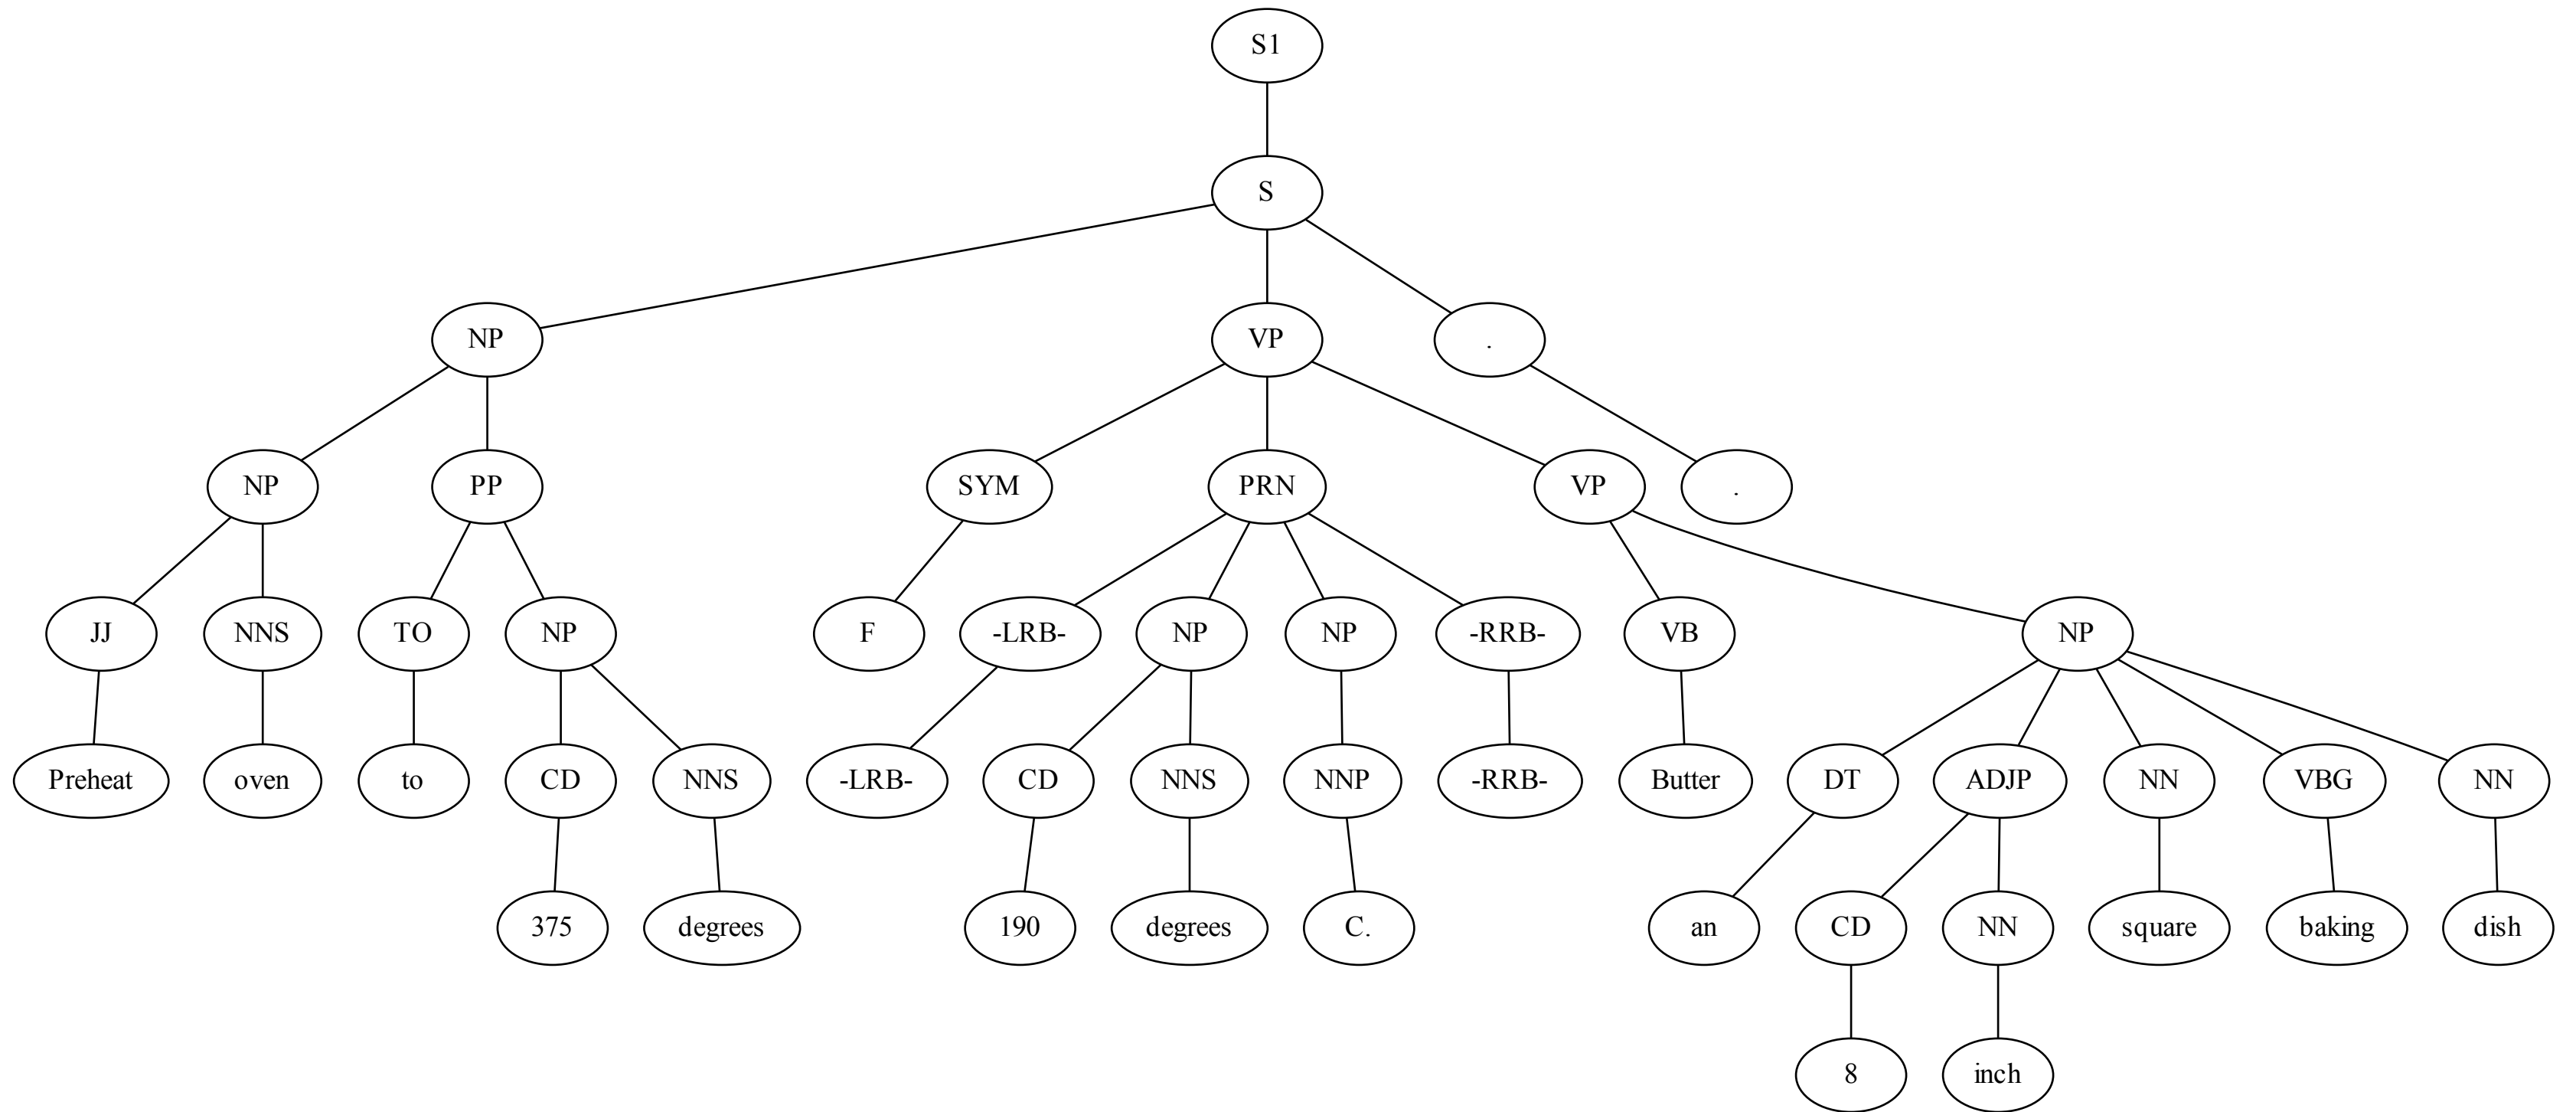 S1
S
NP VP .
NP PP SYM PRN VP .
JJ NNS TO NP F -LRB- NP NP -RRB- VB NP
Preheat oven to CD NNS -LRB- CD NNS NNP -RRB- Butter DT ADJP NN VBG NN
375 degrees 190 degrees C. an CD NN square baking dish
8 inch